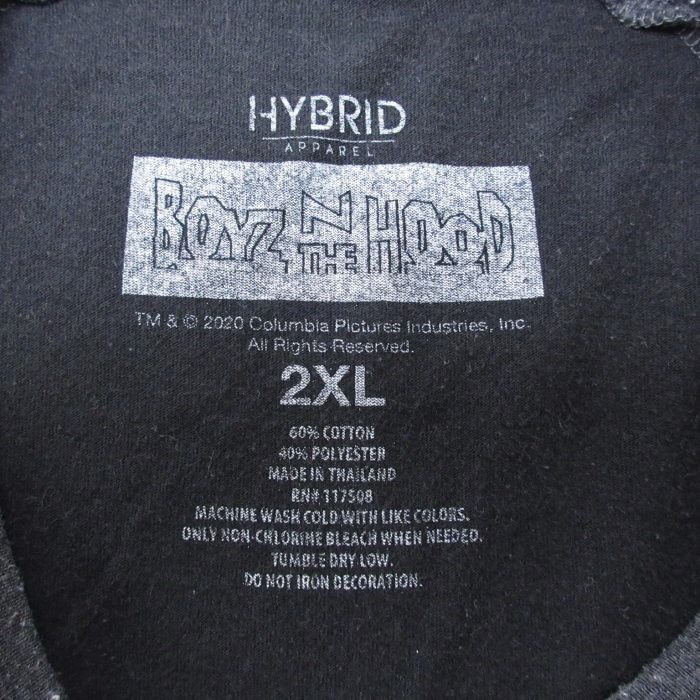 HYBRID
APPAREL
BOYZ N THE HOOD
TM & © 2020 Columbia Pictures Industries, Inc.
All Rights Reserved.
2XL
60% COTTON
40% POLYESTER
MADE IN THAILAND
RN# 117508
MACHINE WASH COLD WITH LIKE COLORS.
ONLY NON-CHLORINE BLEACH WHEN NEEDED.
TUMBLE DRY LOW.
DO NOT IRON DECORATION.